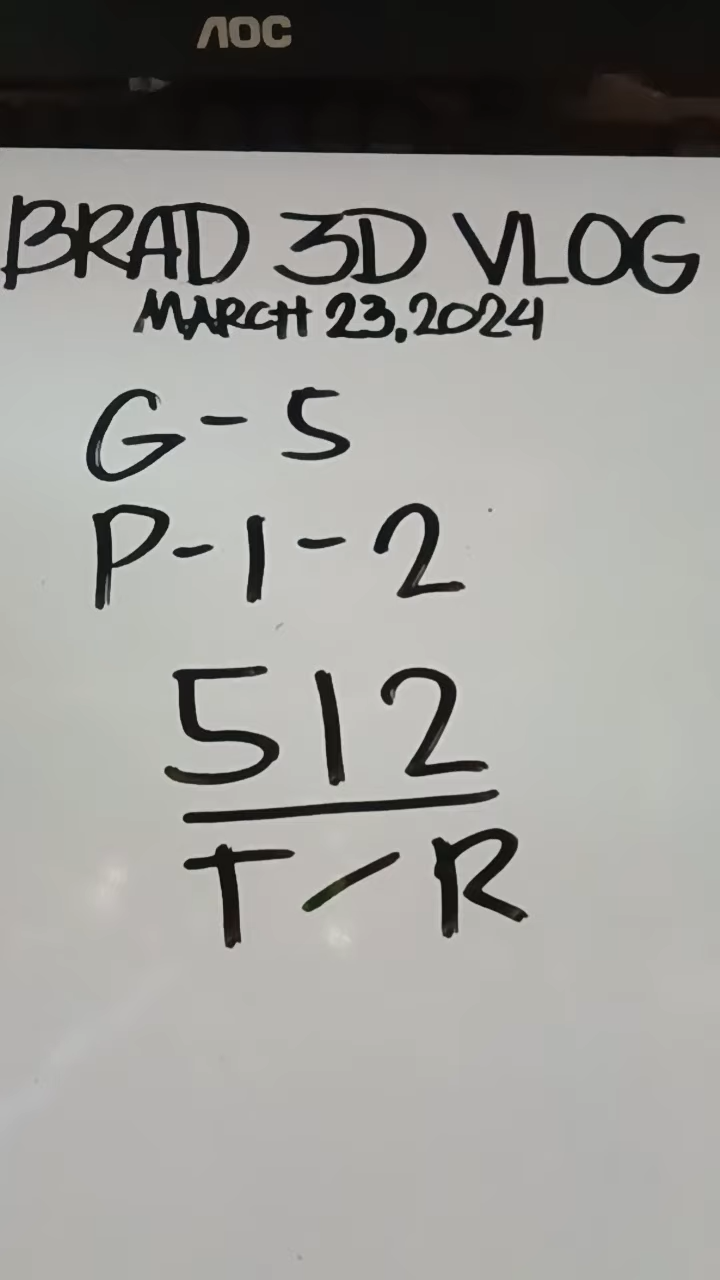 AOC
BRAD 3D VLOG
MARCH 23, 2024
G - 5
P - 1 - 2
512
T / R